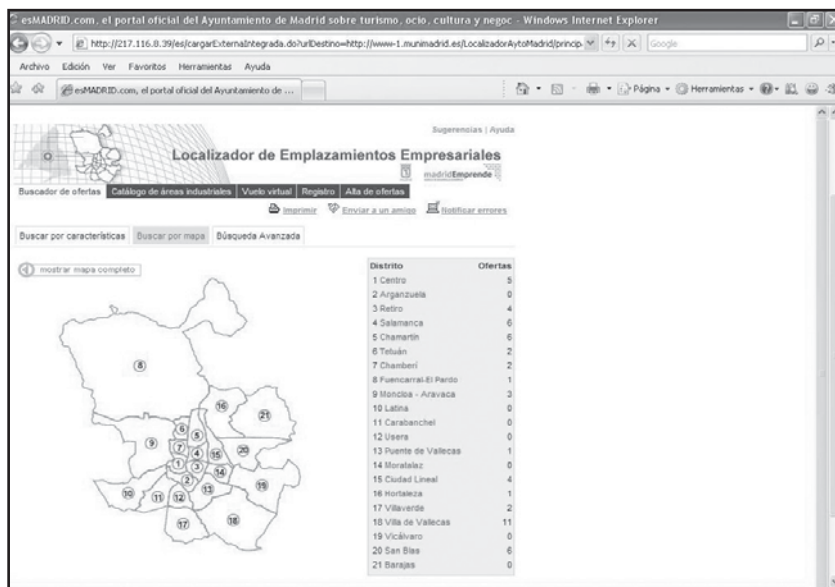 esMADRID.com, el portal oficial del Ayuntamiento de Madrid sobre turismo, ocio, cultura y negoc - Windows Internet Explorer
http://217.116.8.39/es/cargarExternaIntegrada.do?urlDestino=http://www-1.munimadrid.es/LocalizadorAytoMadrid/princip
Google
Archivo Edición Ver Favoritos Herramientas Ayuda
esMADRID.com, el portal oficial del Ayuntamiento de ...
Página Herramientas
Sugerencias | Ayuda
Localizador de Emplazamientos Empresariales
madridEmprende
Buscador de ofertas Catálogo de áreas industriales Vuelo virtual Registro Alta de ofertas
Imprimir Enviar a un amigo Notificar errores
Buscar por características Buscar por mapa Búsqueda Avanzada
mostrar mapa completo
Distrito Ofertas
1 Centro 5
2 Arganzuela 0
3 Retiro 4
4 Salamanca 6
5 Chamartín 6
6 Tetuán 2
7 Chamberí 2
8 Fuencarral-El Pardo 1
9 Moncloa - Aravaca 3
10 Latina 0
11 Carabanchel 0
12 Usera 0
13 Puente de Vallecas 1
14 Moratalaz 0
15 Ciudad Lineal 4
16 Hortaleza 1
17 Villaverde 2
18 Villa de Vallecas 11
19 Vicálvaro 0
20 San Blas 6
21 Barajas 0
8
16
21
6
5
9
7
4
15
20
1
3
14
2
19
10
11
12
13
17
18